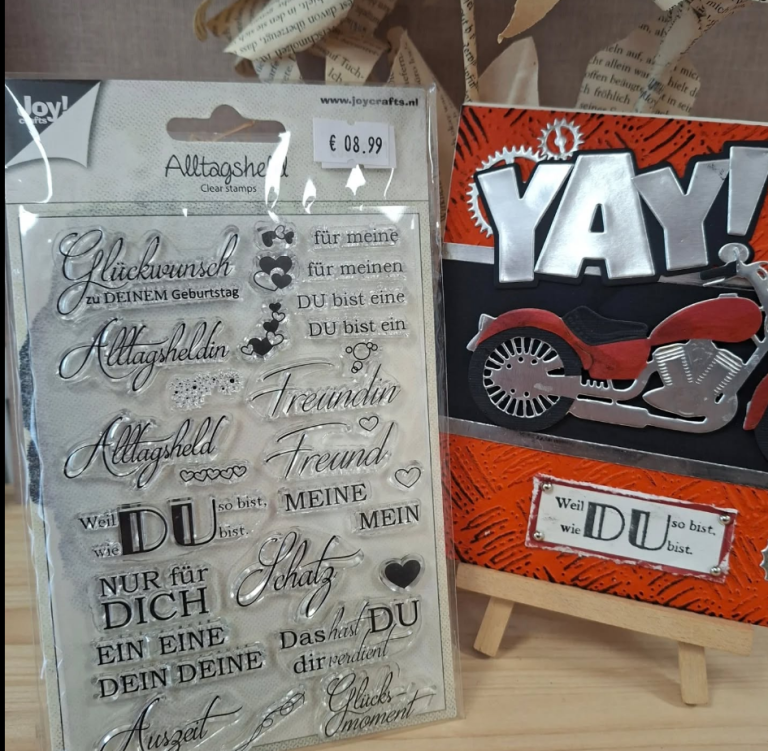 Joy!
crafts
www.joycrafts.nl
€ 08.99
Alltagsheld
Clear stamps
Glückwunsch
zu DEINEM Geburtstag
für meine
für meinen
DU bist eine
DU bist ein
Alltagsheldin
Freundin
Alltagsheld
Freund
Weil DU so bist,
wie bist.
MEINE
MEIN
NUR für
DICH
Schatz
EIN EINE
DEIN DEINE
Das hast DU
dir verdient
Auszeit
Glücks-
moment
YAY!
Weil DU so bist,
wie bist.